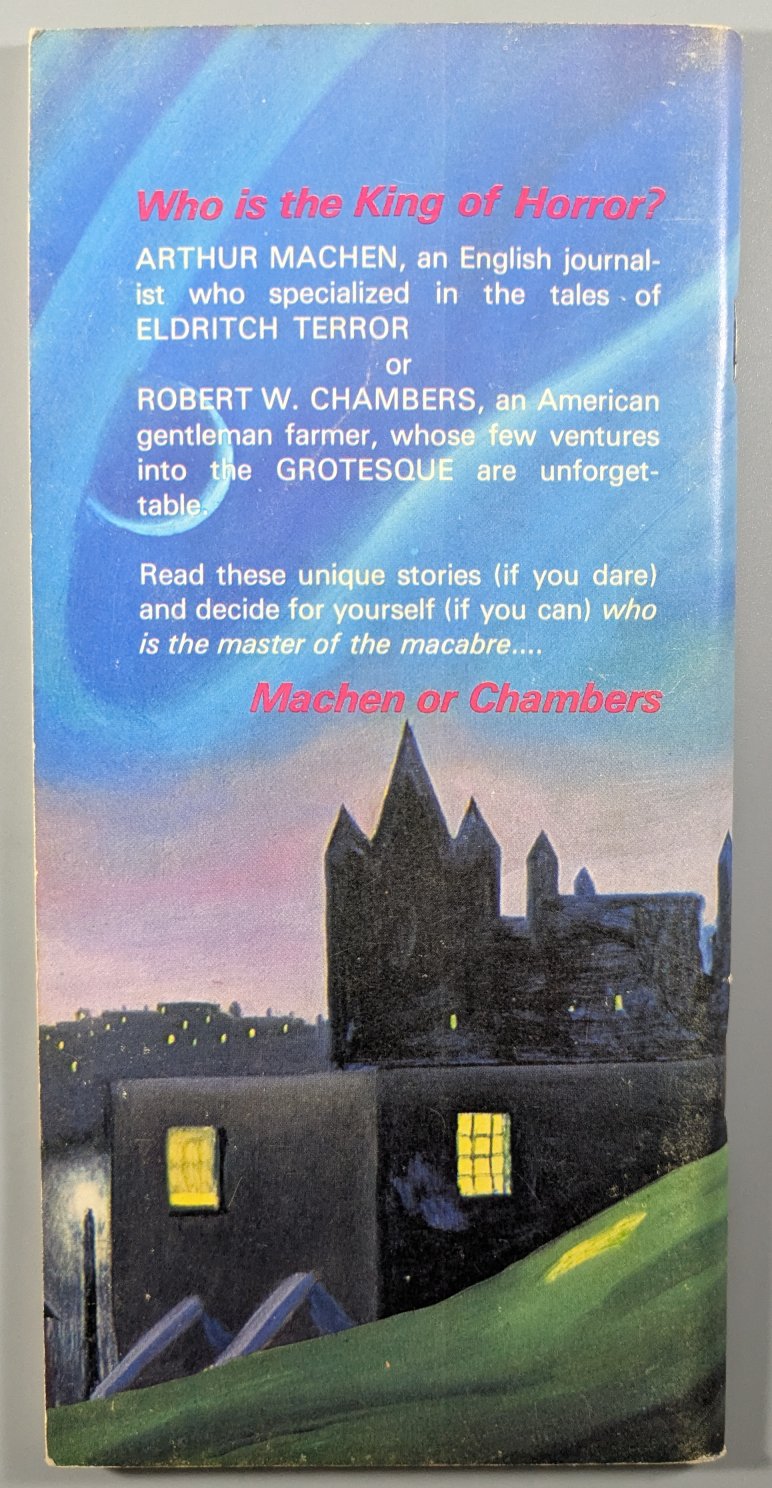 Who is the King of Horror?
ARTHUR MACHEN, an English journal-
ist who specialized in the tales of
ELDRITCH TERROR
or
ROBERT W. CHAMBERS, an American
gentleman farmer, whose few ventures
into the GROTESQUE are unforget-
table.
Read these unique stories (if you dare)
and decide for yourself (if you can) who
is the master of the macabre....
Machen or Chambers